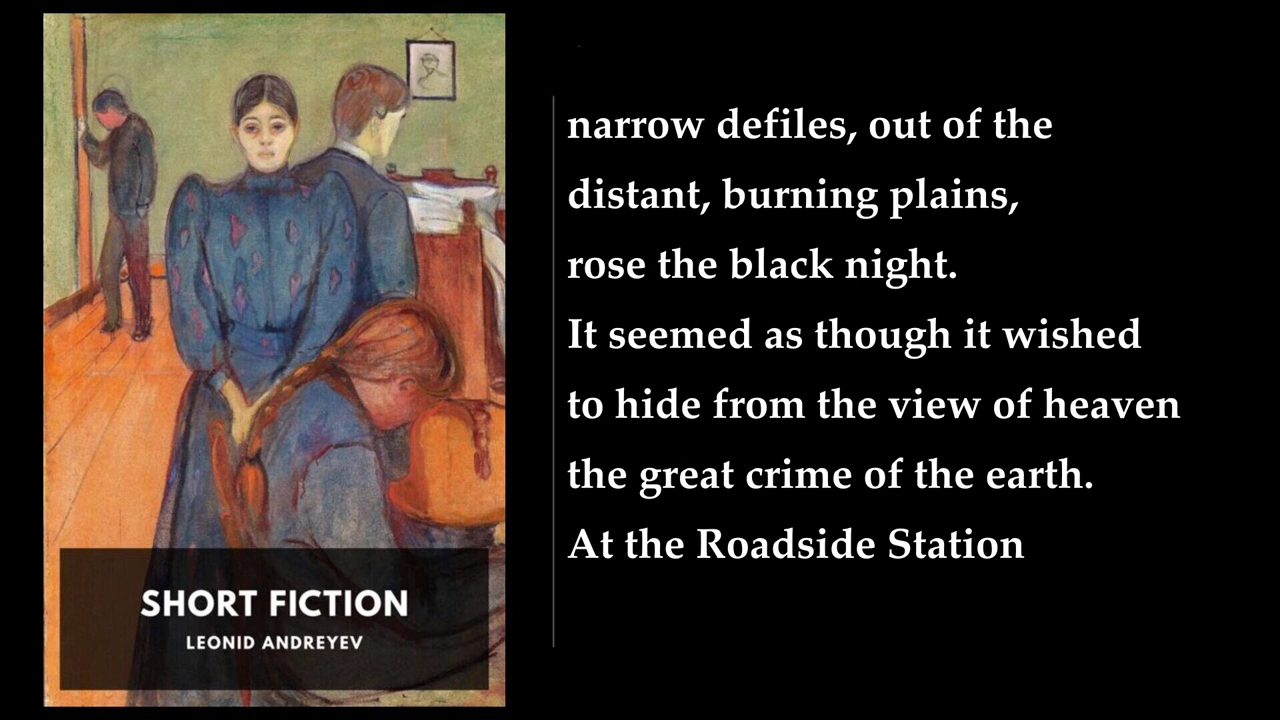 SHORT FICTION
LEONID ANDREYEV
narrow defiles, out of the
distant, burning plains,
rose the black night.
It seemed as though it wished
to hide from the view of heaven
the great crime of the earth.
At the Roadside Station